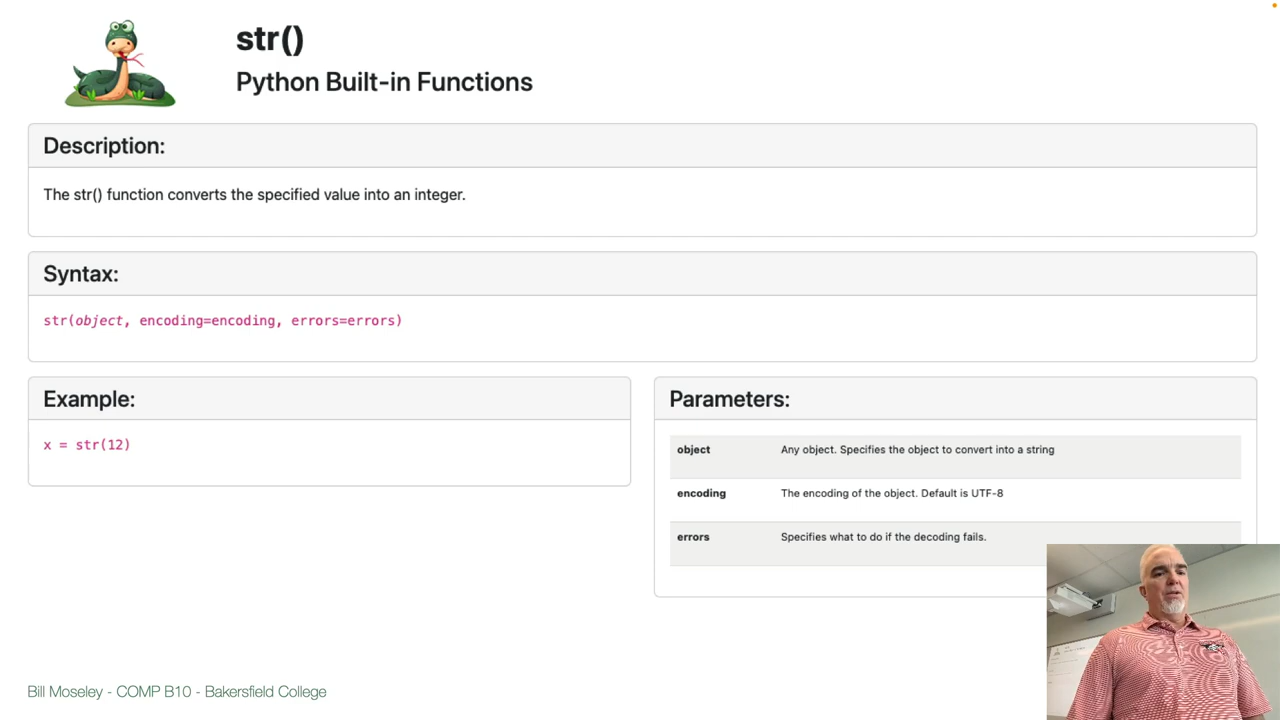 str()
Python Built-in Functions
Description:
The str() function converts the specified value into an integer.
Syntax:
str(object, encoding=encoding, errors=errors)
Example:
x = str(12)
Parameters:
object Any object. Specifies the object to convert into a string
encoding The encoding of the object. Default is UTF-8
errors Specifies what to do if the decoding fails.
Bill Moseley - COMP B10 - Bakersfield College